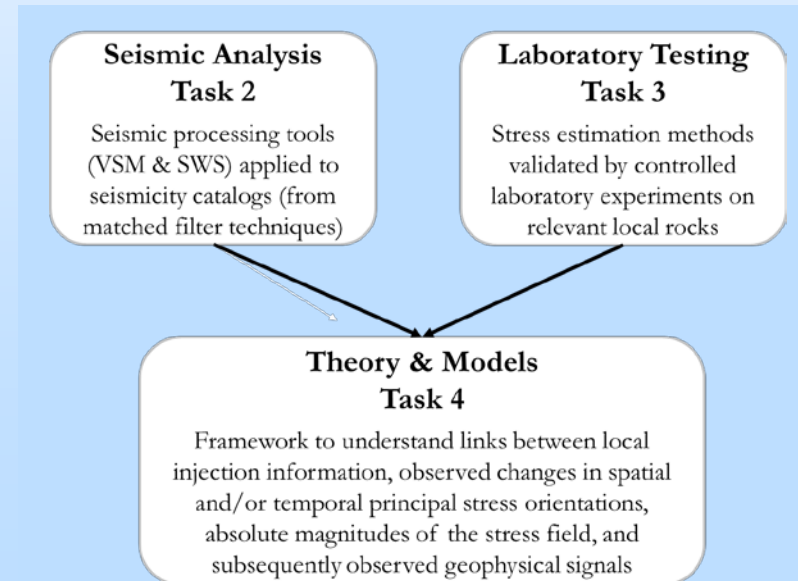 Seismic Analysis
Task 2
Seismic processing tools
(VSM & SWS) applied to
seismicity catalogs (from
matched filter techniques)
Laboratory Testing
Task 3
Stress estimation methods
validated by controlled
laboratory experiments on
relevant local rocks
Theory & Models
Task 4
Framework to understand links between local
injection information, observed changes in spatial
and/or temporal principal stress orientations,
absolute magnitudes of the stress field, and
subsequently observed geophysical signals